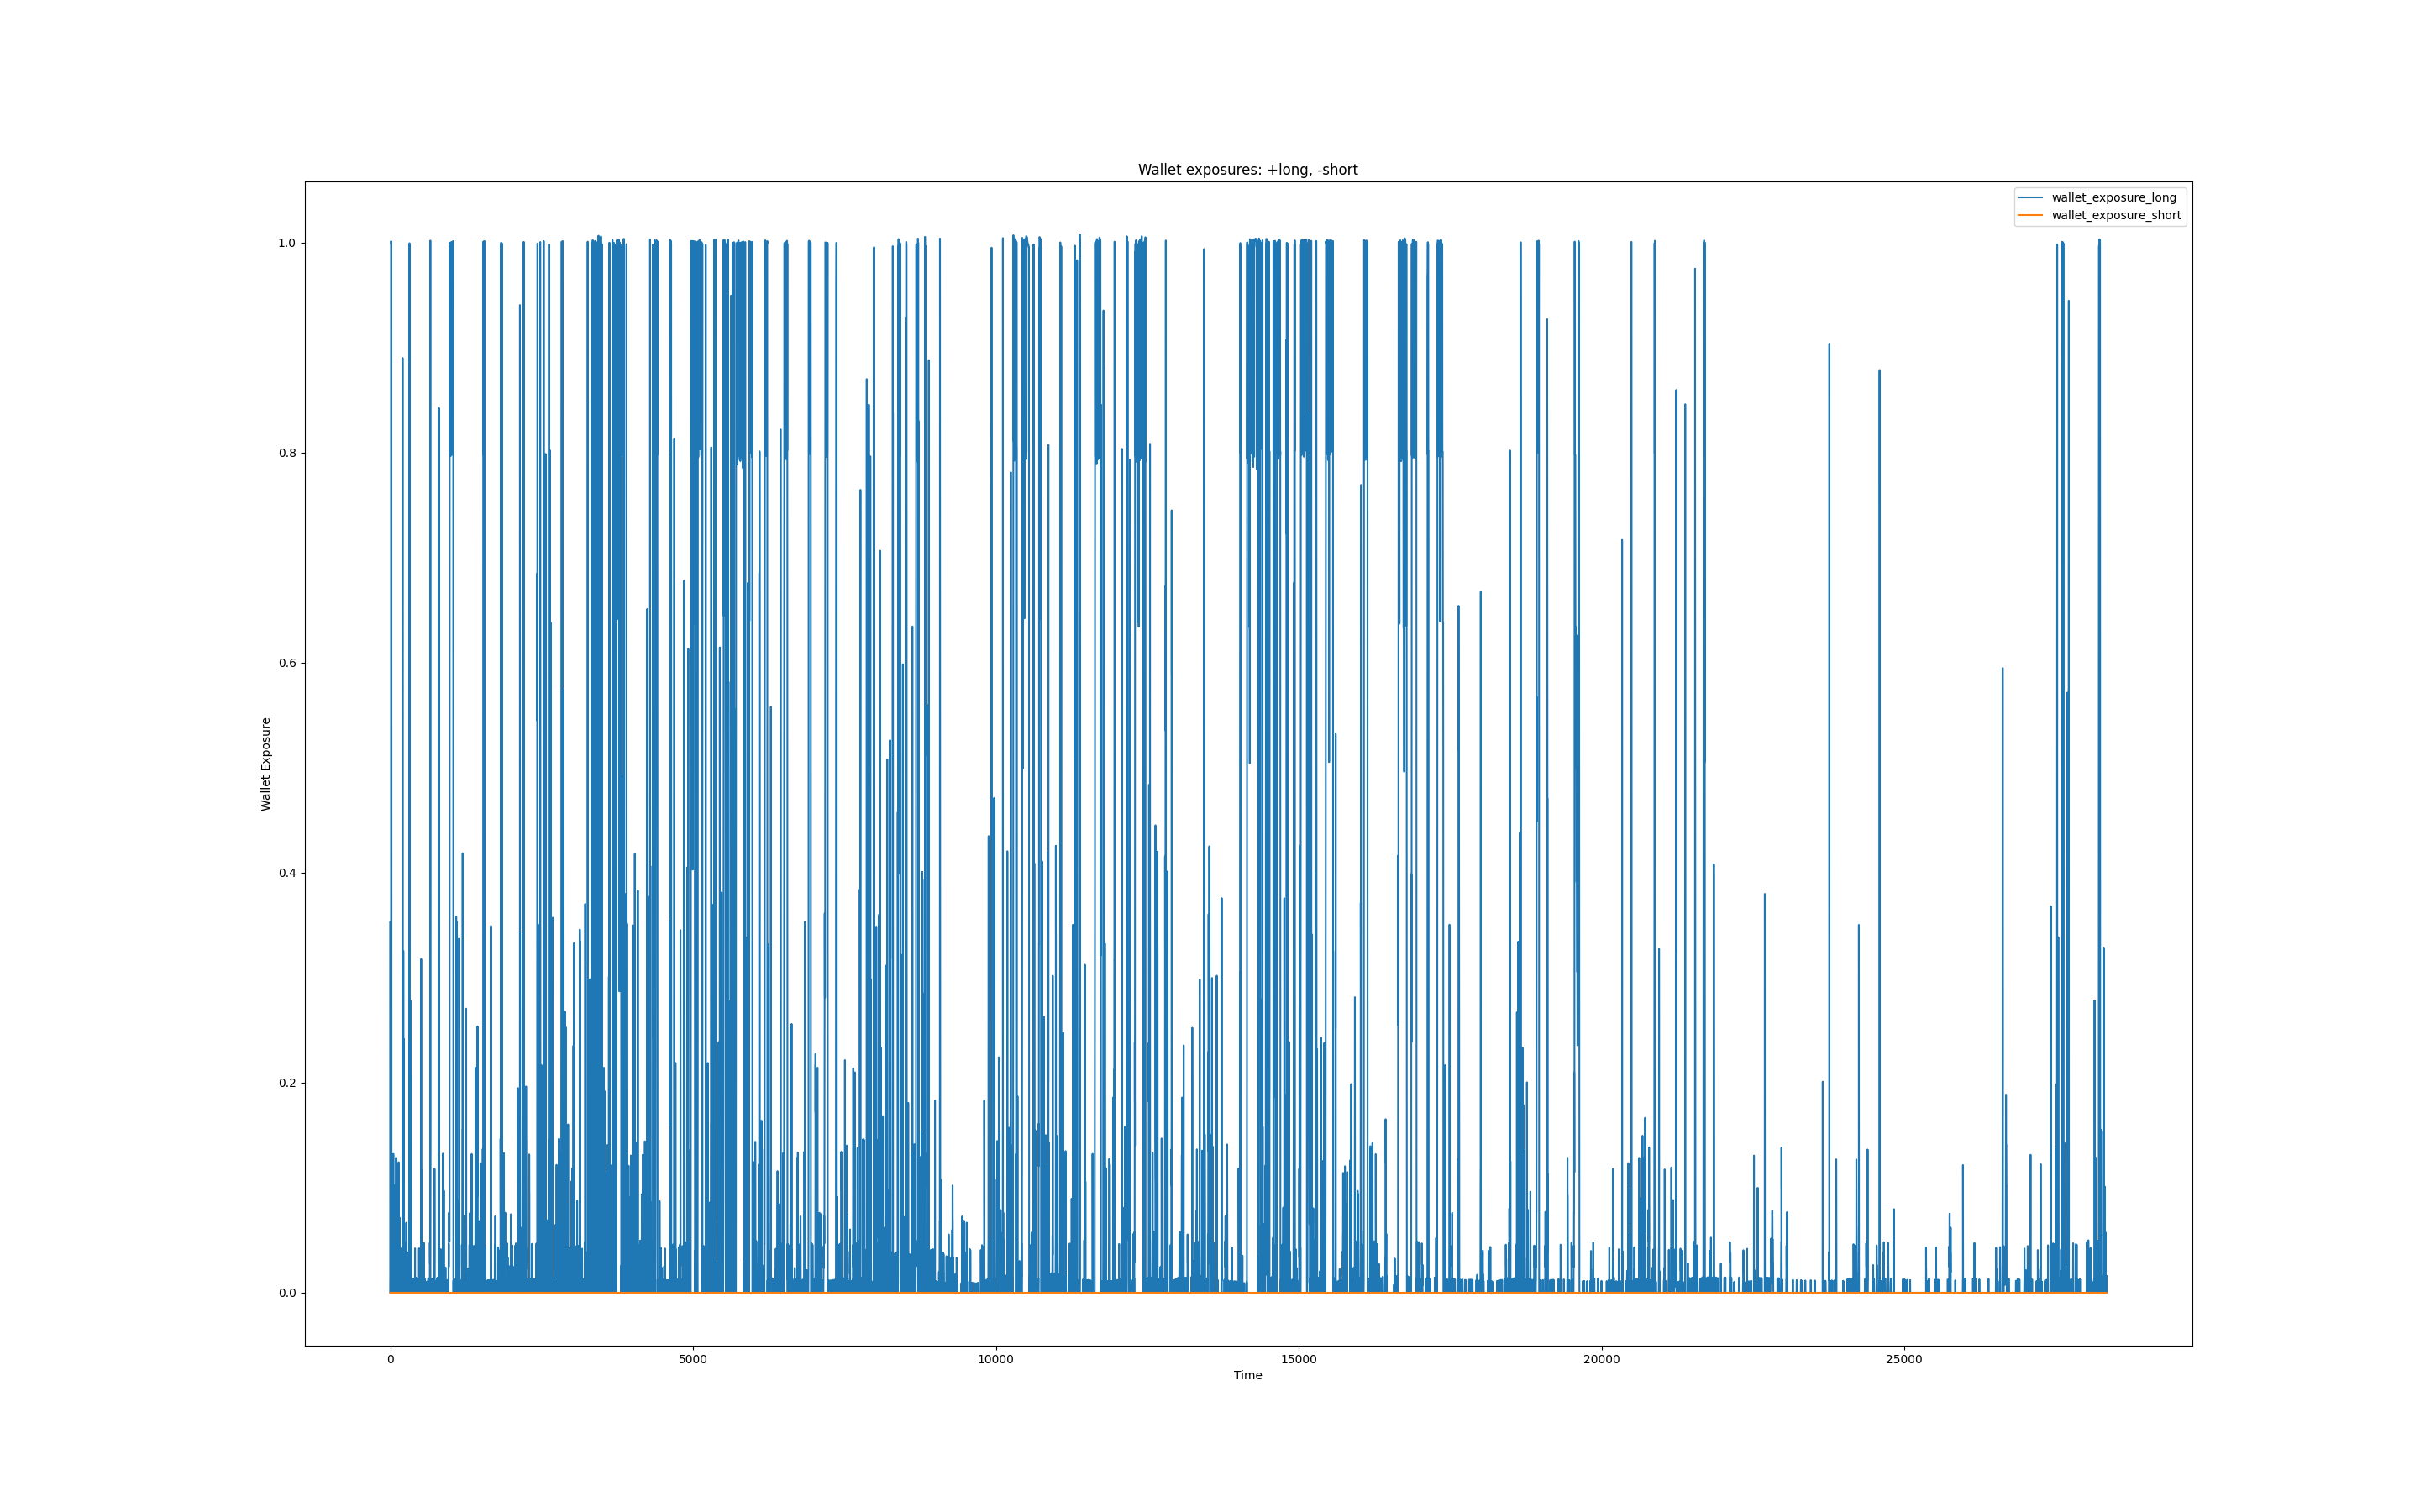 Wallet exposures: +long, -short
wallet_exposure_long
wallet_exposure_short
1.0
0.8
0.6
0.4
0.2
0.0
Wallet Exposure
0 5000 10000 15000 20000 25000
Time